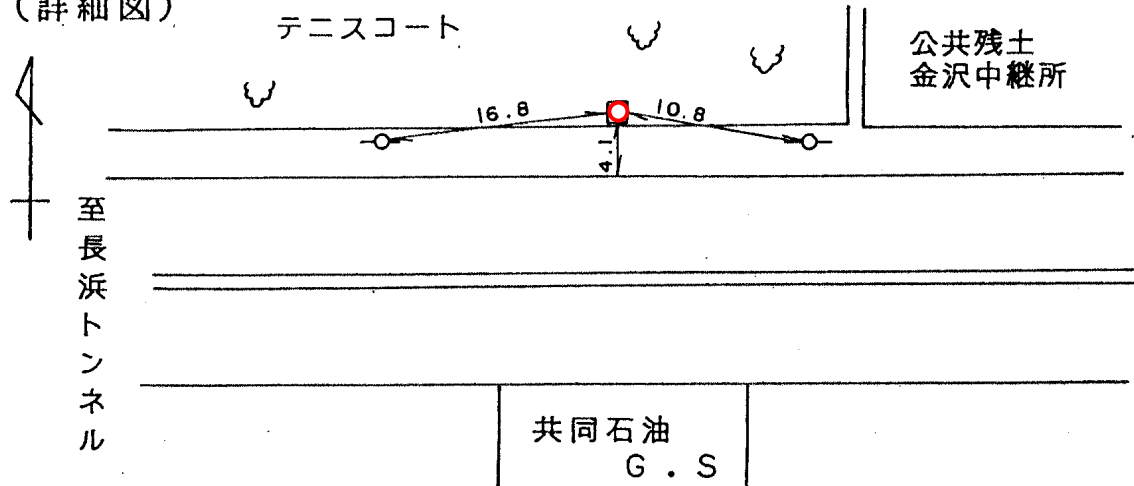 (詳細図)
テニスコート
公共残土
金沢中継所
16.8
10.8
4.1
至長浜トンネル
共同石油
G.S